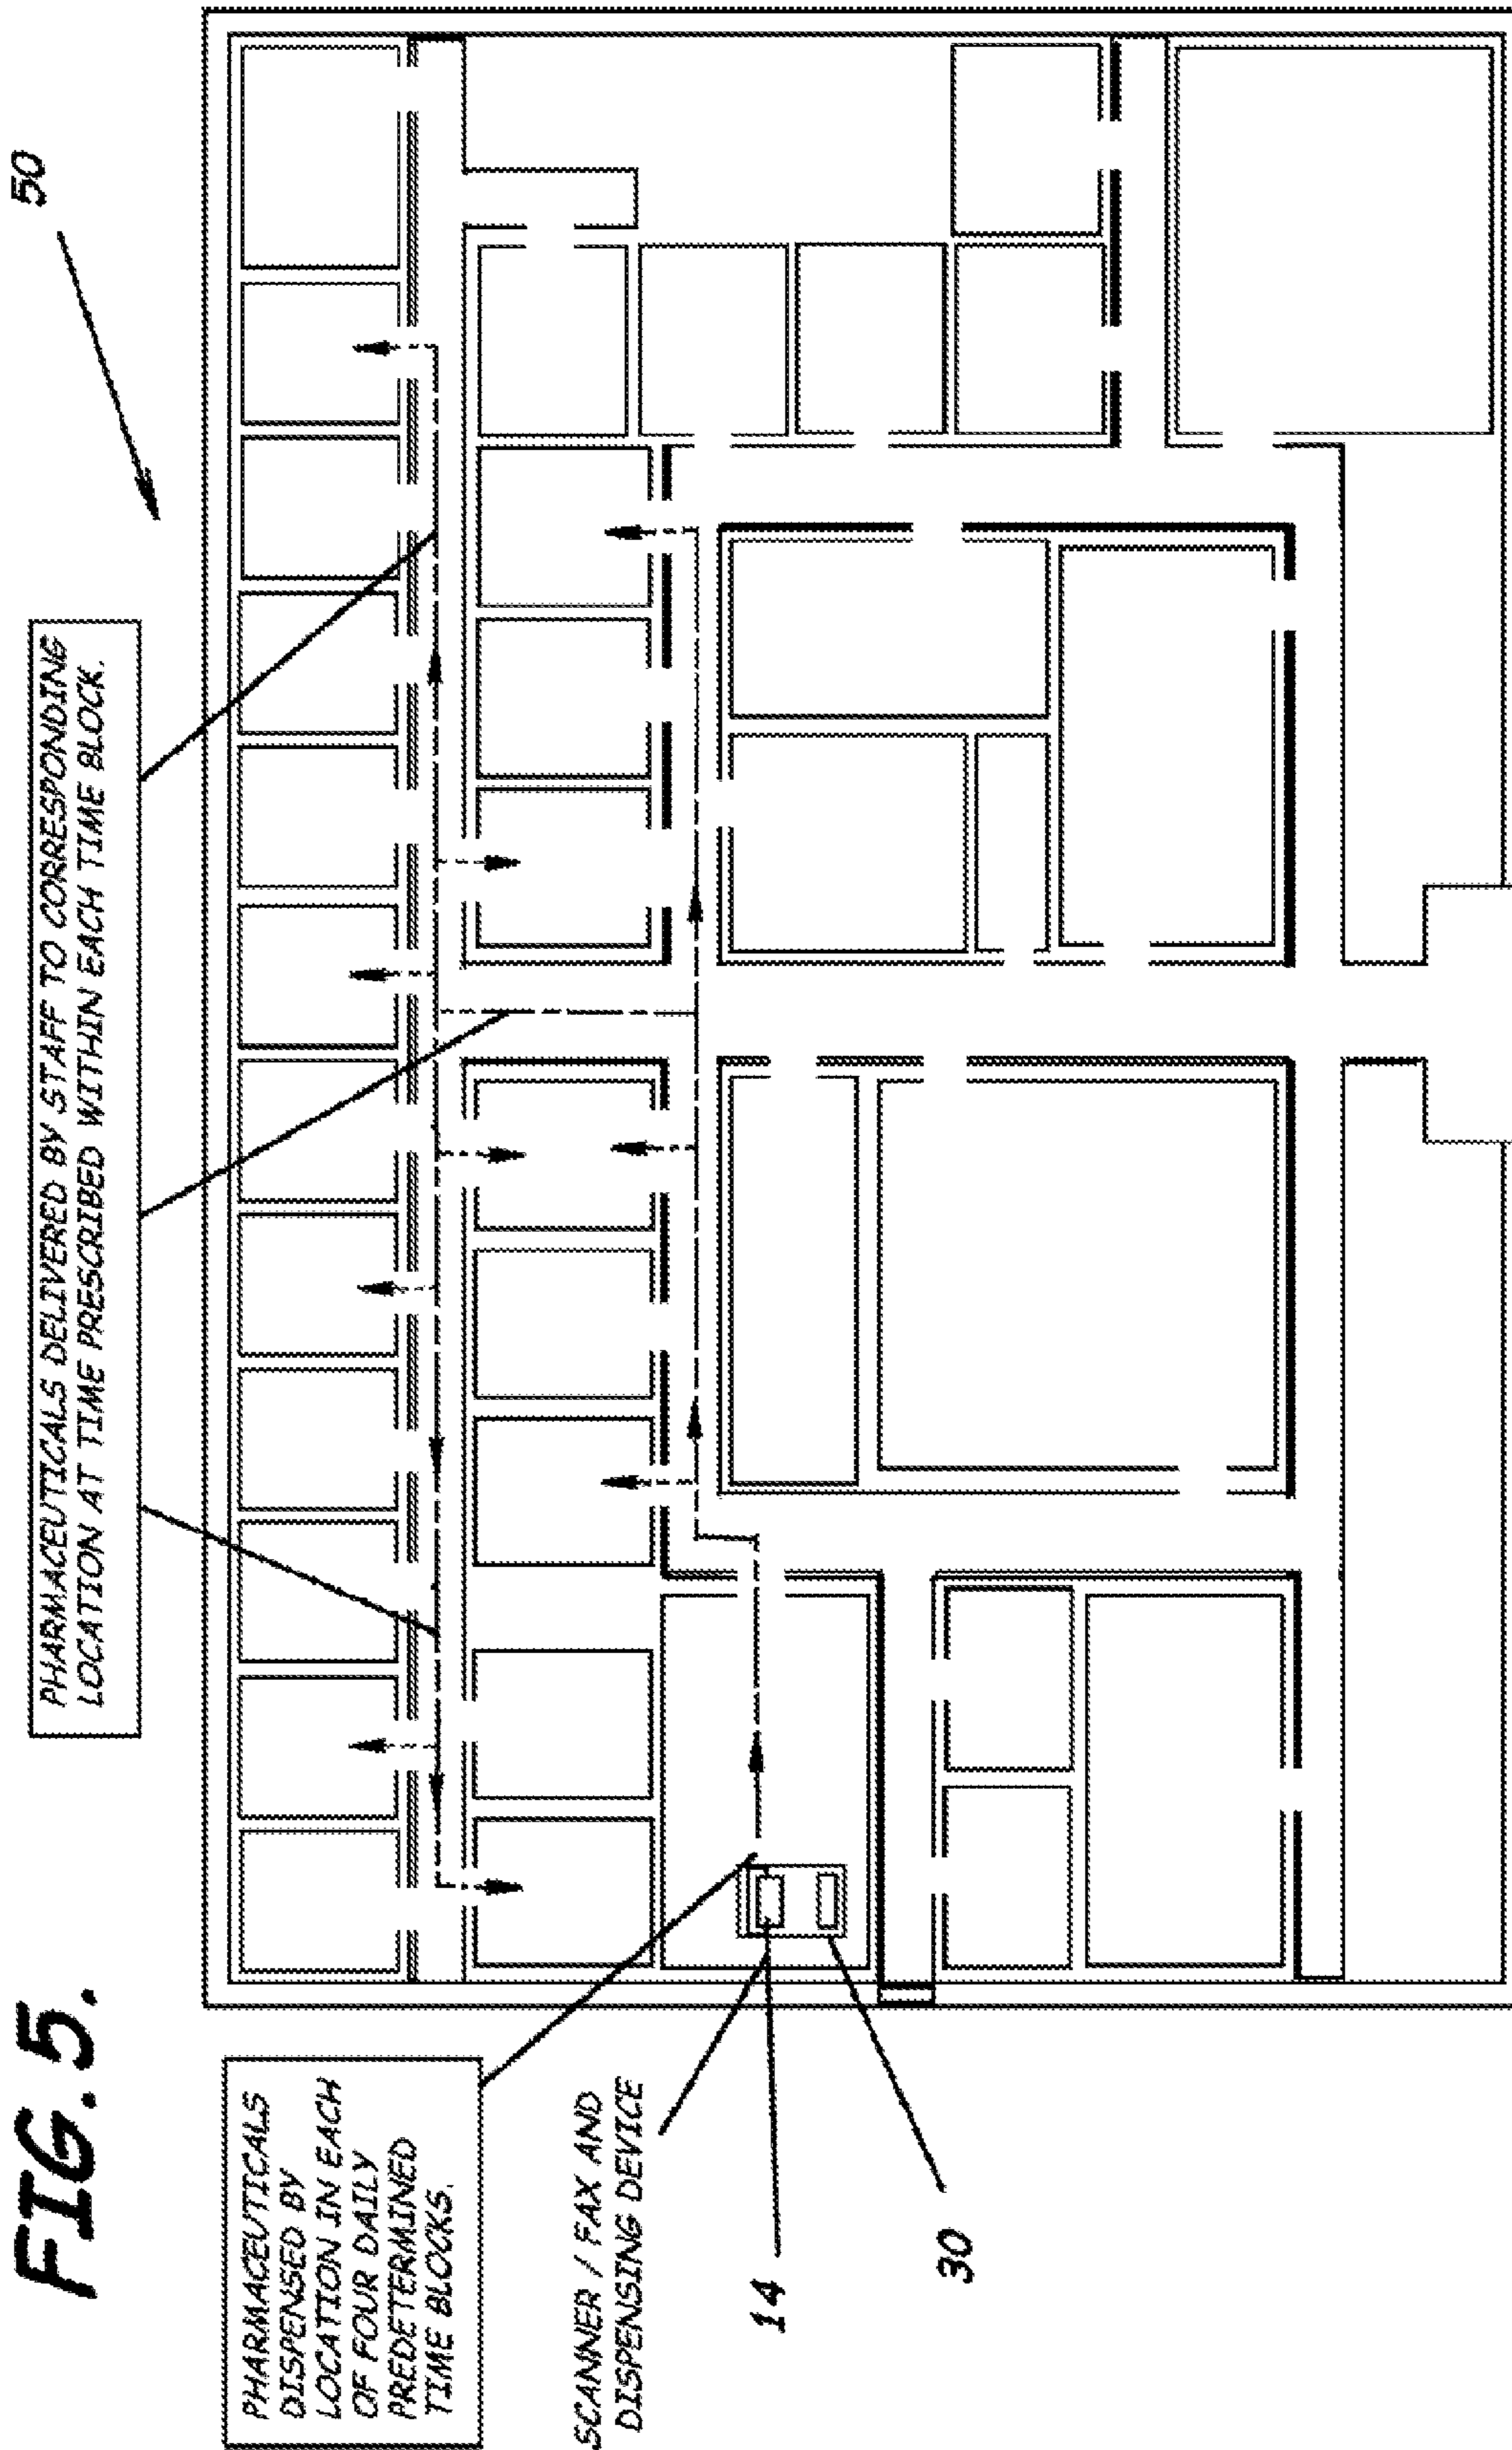 FIG. 5.
50
PHARMACEUTICALS DELIVERED BY STAFF TO CORRESPONDING
LOCATION AT TIME PRESCRIBED WITHIN EACH TIME BLOCK.
PHARMACEUTICALS
DISPENSED BY
LOCATION IN EACH
OF FOUR DAILY
PREDETERMINED
TIME BLOCKS.
SCANNER / FAX AND
DISPENSING DEVICE
14
30